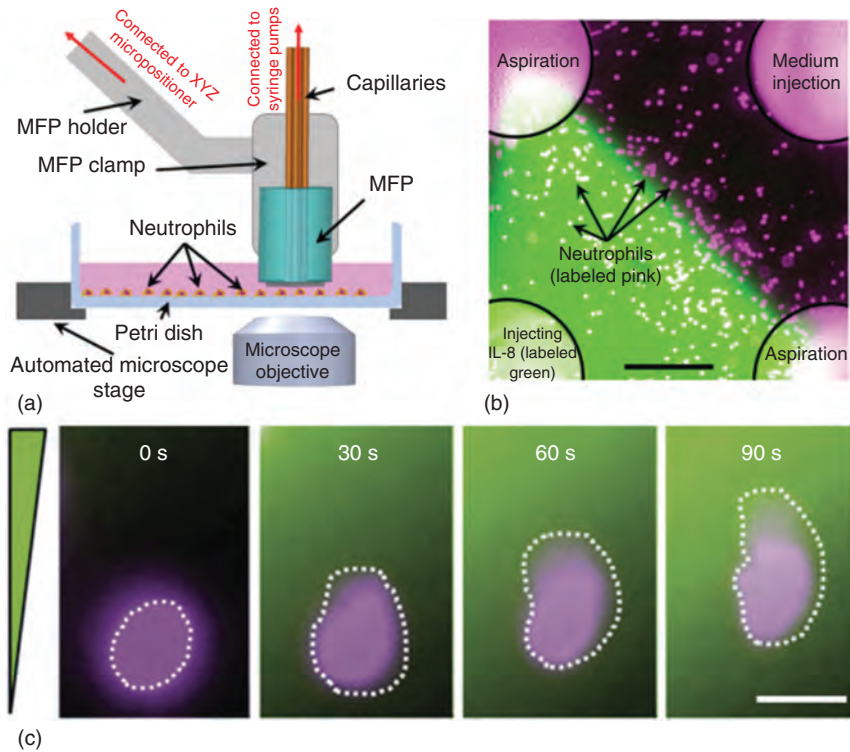 Connected to XYZ
micropositioner
Connected to
syringe pumps
Capillaries
MFP holder
MFP clamp
MFP
Neutrophils
Petri dish
Automated microscope
stage
Microscope
objective
(a)
Aspiration
Medium
injection
Neutrophils
(labeled pink)
Injecting
IL-8 (labeled
green)
Aspiration
(b)
0 s
30 s
60 s
90 s
(c)